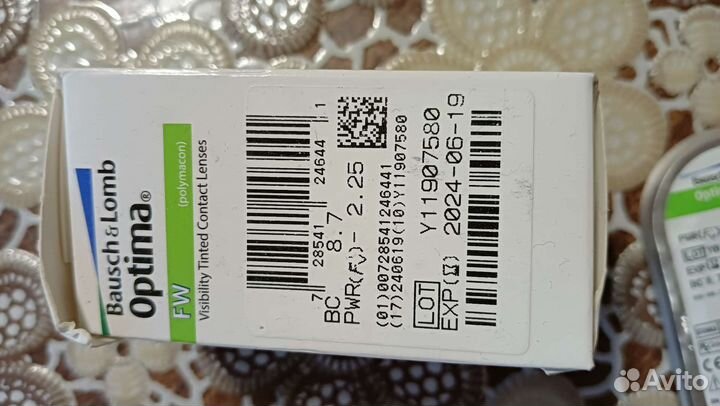 Bausch & Lomb
Optima®
FW (polymacon)
Visibility Tinted Contact Lenses
7 28541 24644 1
BC
8.7
PWR(Fv)- 2.25
(01)00728541246441
(17)240619(10)Y11907580
LOT Y11907580
EXP(⌛) 2024-06-19
Avito